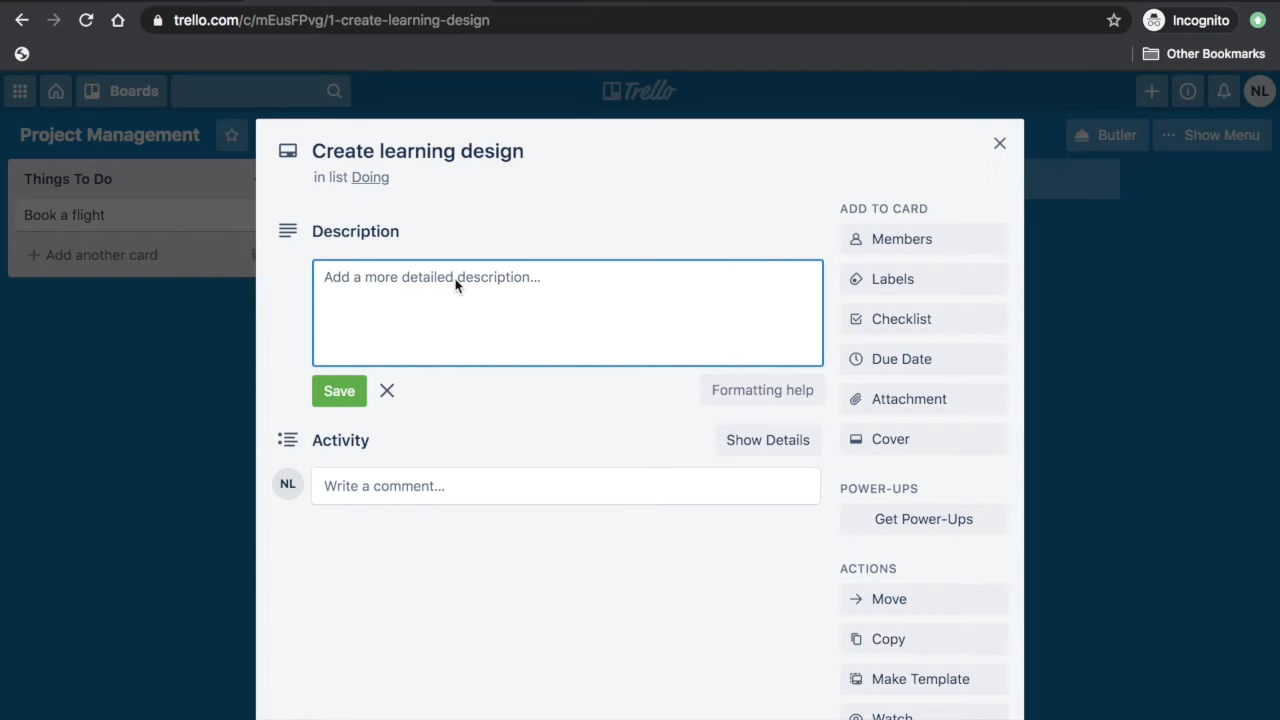 trello.com/c/mEusFPvg/1-create-learning-design
Incognito
Other Bookmarks
Boards
Trello
NL
Project Management
Butler
··· Show Menu
Things To Do
Book a flight
+ Add another card
Create learning design
in list Doing
Description
Add a more detailed description...
Save
Formatting help
Activity
Show Details
NL
Write a comment...
ADD TO CARD
Members
Labels
Checklist
Due Date
Attachment
Cover
POWER-UPS
Get Power-Ups
ACTIONS
Move
Copy
Make Template
Watch